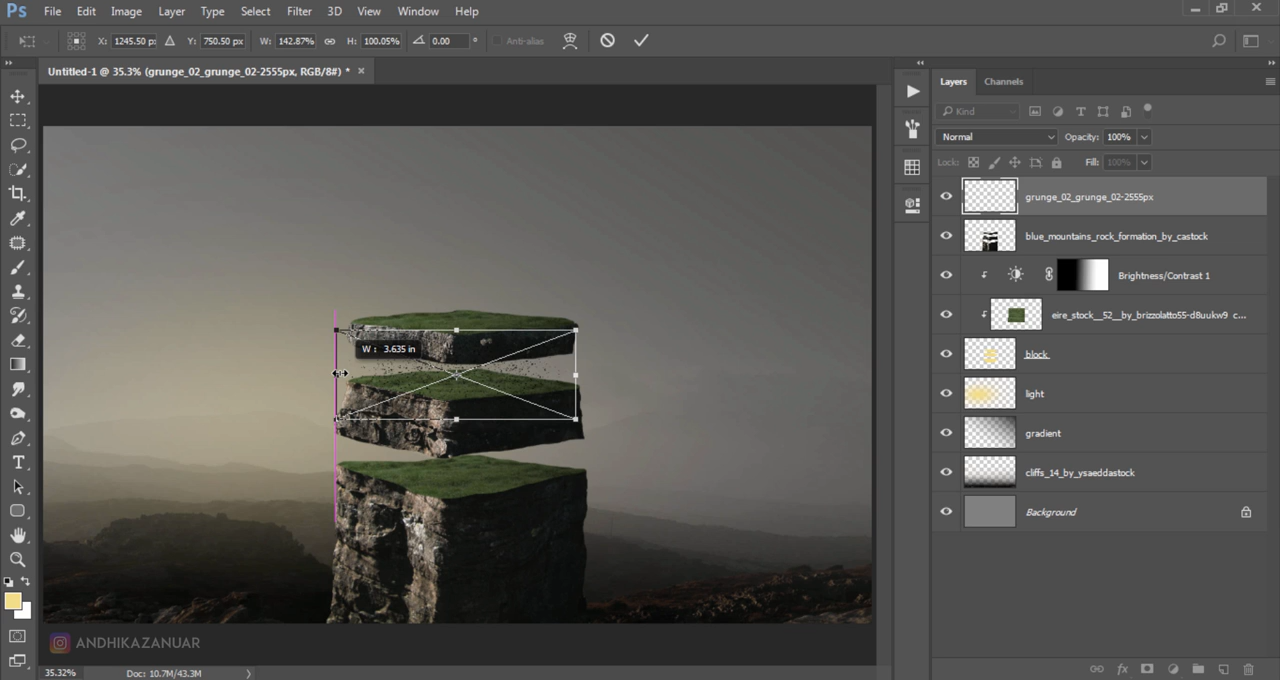 Ps File Edit Image Layer Type Select Filter 3D View Window Help
X: 1245.50 p Y: 750.50 px W: 142.87% H: 100.05% 0.00 ° Anti-alias
Untitled-1 @ 35.3% (grunge_02_grunge_02-2555px, RGB/8#) *
Layers Channels
Kind
Normal Opacity: 100%
Lock: Fill: 100%
grunge_02_grunge_02-2555px
blue_mountains_rock_formation_by_castock
Brightness/Contrast 1
eire_stock__52__by_brizzolatto55-d8uukw9 c...
block
light
gradient
cliffs_14_by_ysaeddastock
Background
W : 3.635 in
ANDHIKAZANUAR
35.32% Doc: 10.7M/43.3M